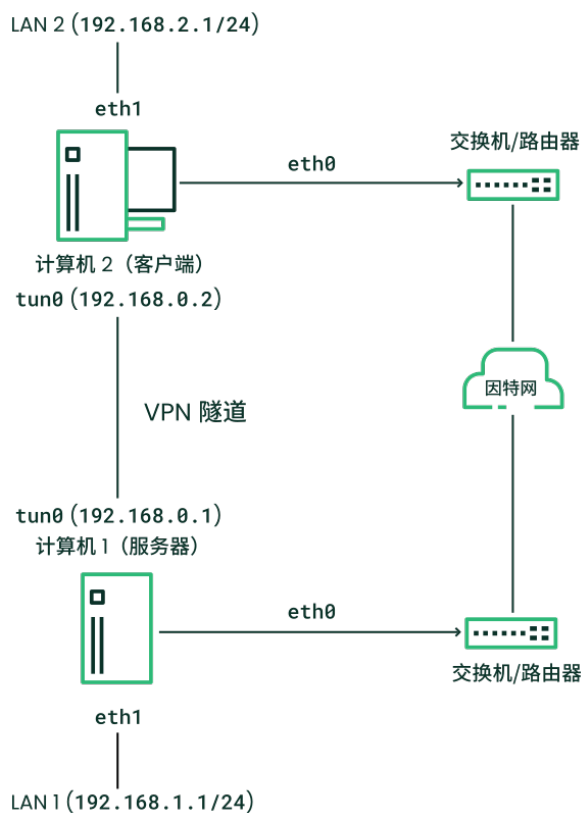 LAN 2 (192.168.2.1/24)
eth1
交换机/路由器
eth0
计算机 2（客户端）
tun0 (192.168.0.2)
因特网
VPN 隧道
tun0 (192.168.0.1)
计算机 1（服务器）
eth0
交换机/路由器
eth1
LAN 1 (192.168.1.1/24)